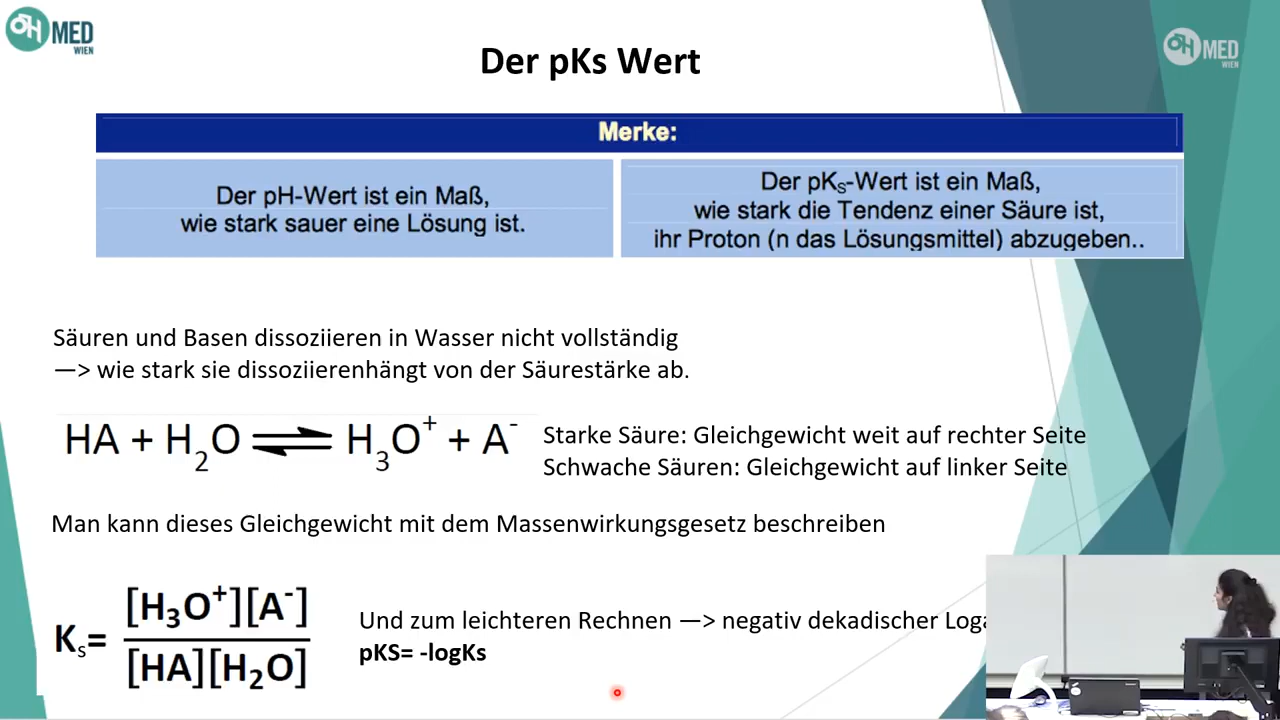 ÖH MED
WIEN
ÖH MED
WIEN
Der pKs Wert
Merke:
Der pH-Wert ist ein Maß,
wie stark sauer eine Lösung ist.
Der pKS-Wert ist ein Maß,
wie stark die Tendenz einer Säure ist,
ihr Proton (n das Lösungsmittel) abzugeben..
Säuren und Basen dissoziieren in Wasser nicht vollständig
—> wie stark sie dissoziierenhängt von der Säurestärke ab.
HA + H₂O ⇌ H₃O⁺ + A⁻
Starke Säure: Gleichgewicht weit auf rechter Seite
Schwache Säuren: Gleichgewicht auf linker Seite
Man kann dieses Gleichgewicht mit dem Massenwirkungsgesetz beschreiben
Ks= [H₃O⁺][A⁻]
[HA][H₂O]
Und zum leichteren Rechnen —> negativ dekadischer
pKS= -logKs